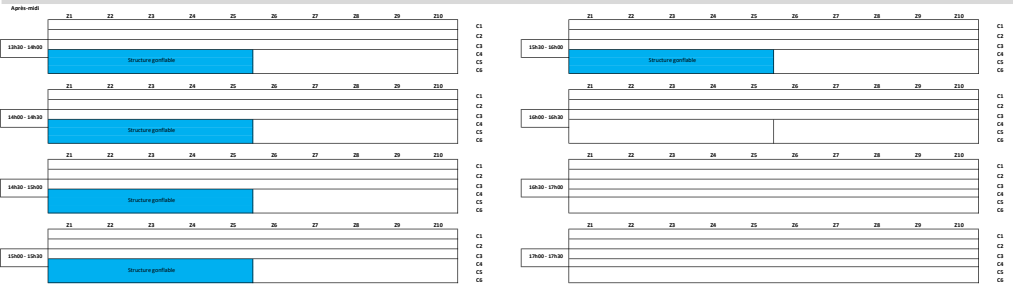 Après-midi
Z1 Z2 Z3 Z4 Z5 Z6 Z7 Z8 Z9 Z10
C1
C2
13h30 - 14h00 C3
Structure gonflable C4
C5
C6
Z1 Z2 Z3 Z4 Z5 Z6 Z7 Z8 Z9 Z10
C1
C2
14h00 - 14h30 C3
Structure gonflable C4
C5
C6
Z1 Z2 Z3 Z4 Z5 Z6 Z7 Z8 Z9 Z10
C1
C2
14h30 - 15h00 C3
Structure gonflable C4
C5
C6
Z1 Z2 Z3 Z4 Z5 Z6 Z7 Z8 Z9 Z10
C1
C2
15h00 - 15h30 C3
Structure gonflable C4
C5
C6
Z1 Z2 Z3 Z4 Z5 Z6 Z7 Z8 Z9 Z10
C1
C2
15h30 - 16h00 C3
Structure gonflable C4
C5
C6
Z1 Z2 Z3 Z4 Z5 Z6 Z7 Z8 Z9 Z10
C1
C2
16h00 - 16h30 C3
C4
C5
C6
Z1 Z2 Z3 Z4 Z5 Z6 Z7 Z8 Z9 Z10
C1
C2
16h30 - 17h00 C3
C4
C5
C6
Z1 Z2 Z3 Z4 Z5 Z6 Z7 Z8 Z9 Z10
C1
C2
17h00 - 17h30 C3
C4
C5
C6